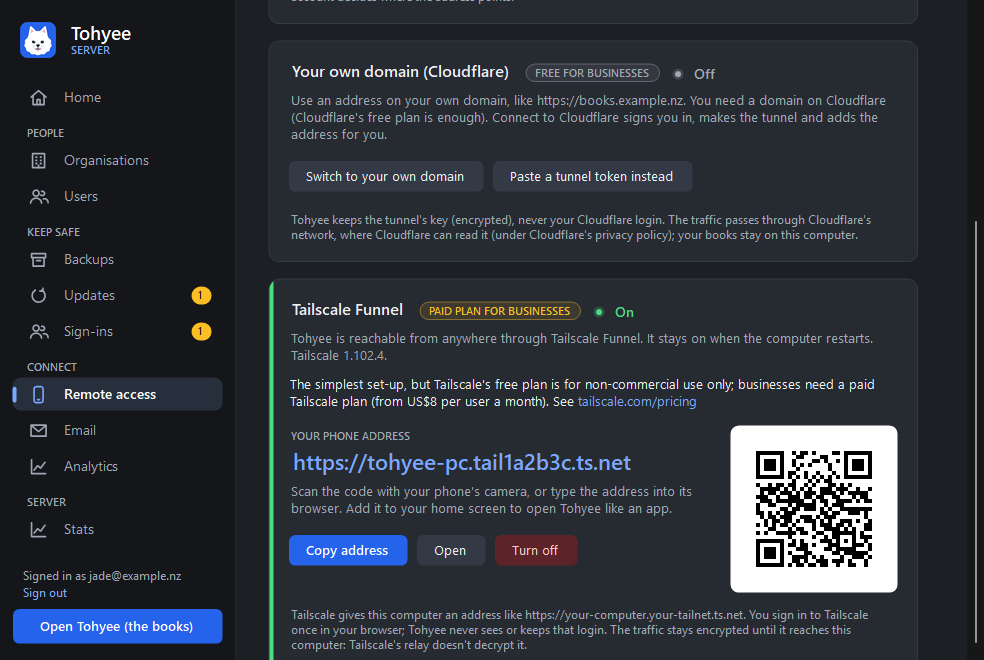 Tohyee
SERVER
Home
PEOPLE
Organisations
Users
KEEP SAFE
Backups
Updates
1
Sign-ins
1
CONNECT
Remote access
Email
Analytics
SERVER
Stats
Signed in as jade@example.nz
Sign out
Open Tohyee (the books)
Your own domain (Cloudflare)
FREE FOR BUSINESSES
Off
Use an address on your own domain, like https://books.example.nz. You need a domain on Cloudflare
(Cloudflare's free plan is enough). Connect to Cloudflare signs you in, makes the tunnel and adds the
address for you.
Switch to your own domain
Paste a tunnel token instead
Tohyee keeps the tunnel's key (encrypted), never your Cloudflare login. The traffic passes through Cloudflare's
network, where Cloudflare can read it (under Cloudflare's privacy policy); your books stay on this computer.
Tailscale Funnel
PAID PLAN FOR BUSINESSES
On
Tohyee is reachable from anywhere through Tailscale Funnel. It stays on when the computer restarts.
Tailscale 1.102.4.
The simplest set-up, but Tailscale's free plan is for non-commercial use only; businesses need a paid
Tailscale plan (from US$8 per user a month). See tailscale.com/pricing
YOUR PHONE ADDRESS
https://tohyee-pc.tail1a2b3c.ts.net
Scan the code with your phone's camera, or type the address into its
browser. Add it to your home screen to open Tohyee like an app.
Copy address
Open
Turn off
Tailscale gives this computer an address like https://your-computer.your-tailnet.ts.net. You sign in to Tailscale
once in your browser; Tohyee never sees or keeps that login. The traffic stays encrypted until it reaches this
computer: Tailscale's relay doesn't decrypt it.